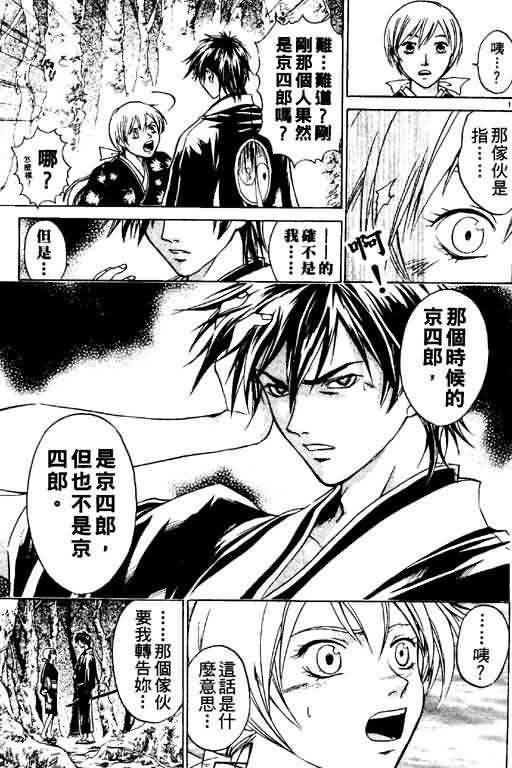 咦…？
那傢伙是
指……
啊
！
難…難道？剛
剛那個人果然
是京四郎嗎？
哪？
怎麼樣！
──的
確不是
我…
但是…
那個時候的
京四郎，
是京四郎，
但也不是京
四郎。
……
咦？
這話是什
麼意思…
……那個傢伙
要我轉告妳…